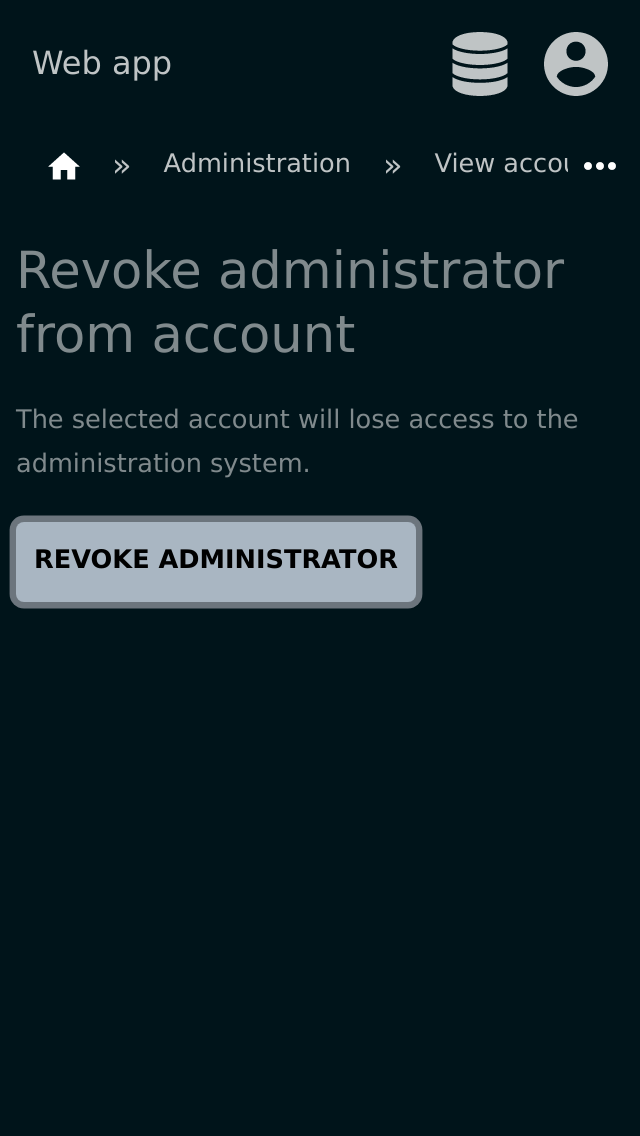 Web app
» Administration » View accou
Revoke administrator
from account
The selected account will lose access to the
administration system.
REVOKE ADMINISTRATOR